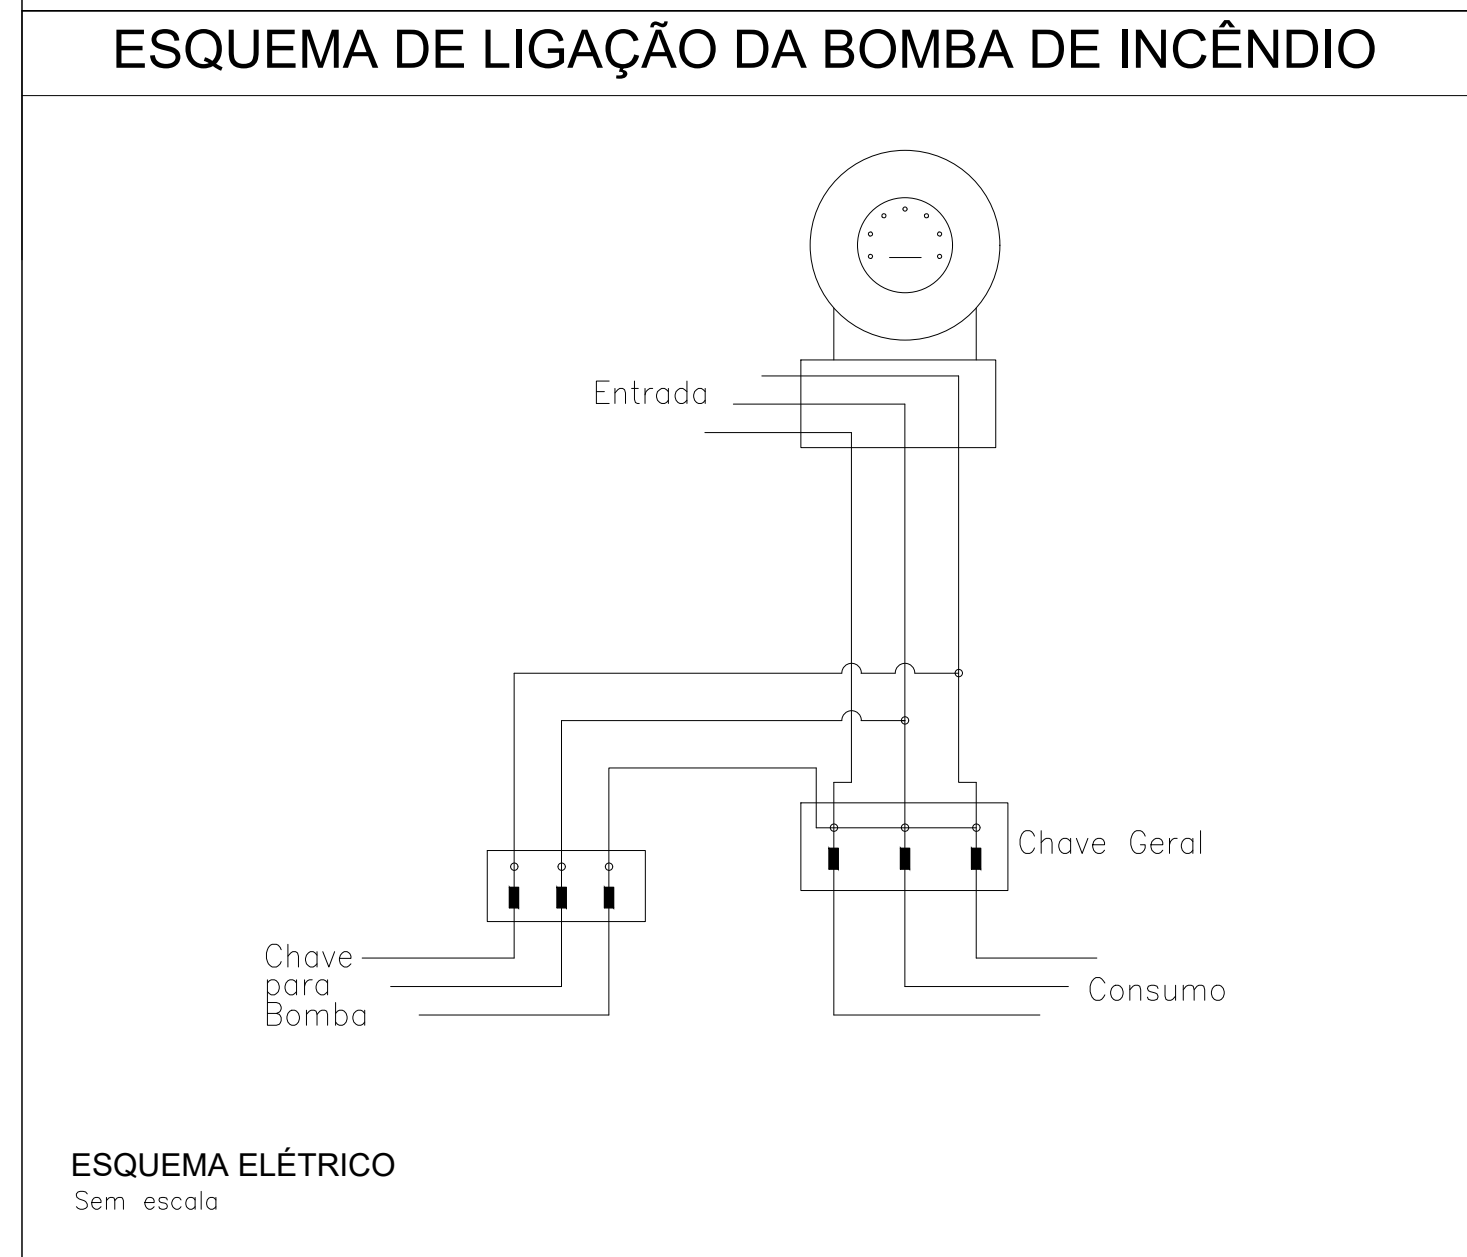 ESQUEMA DE LIGAÇÃO DA BOMBA DE INCÊNDIO
Entrada
Chave Geral
Chave
para
Bomba
Consumo
ESQUEMA ELÉTRICO
Sem escala